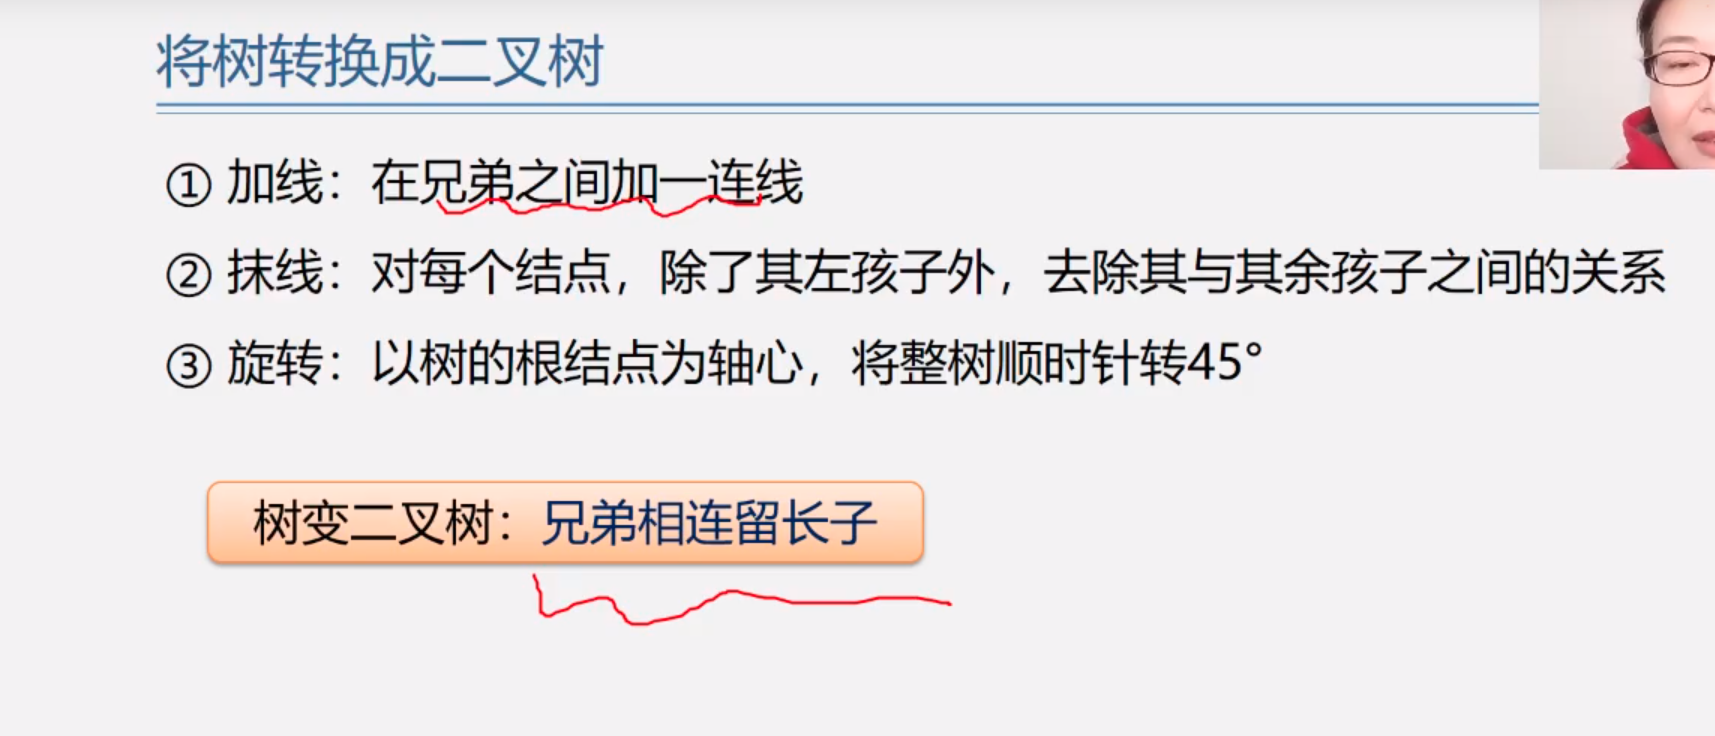 将树转换成二叉树
① 加线：在兄弟之间加一连线
② 抹线：对每个结点，除了其左孩子外，去除其与其余孩子之间的关系
③ 旋转：以树的根结点为轴心，将整树顺时针转45°
树变二叉树：兄弟相连留长子